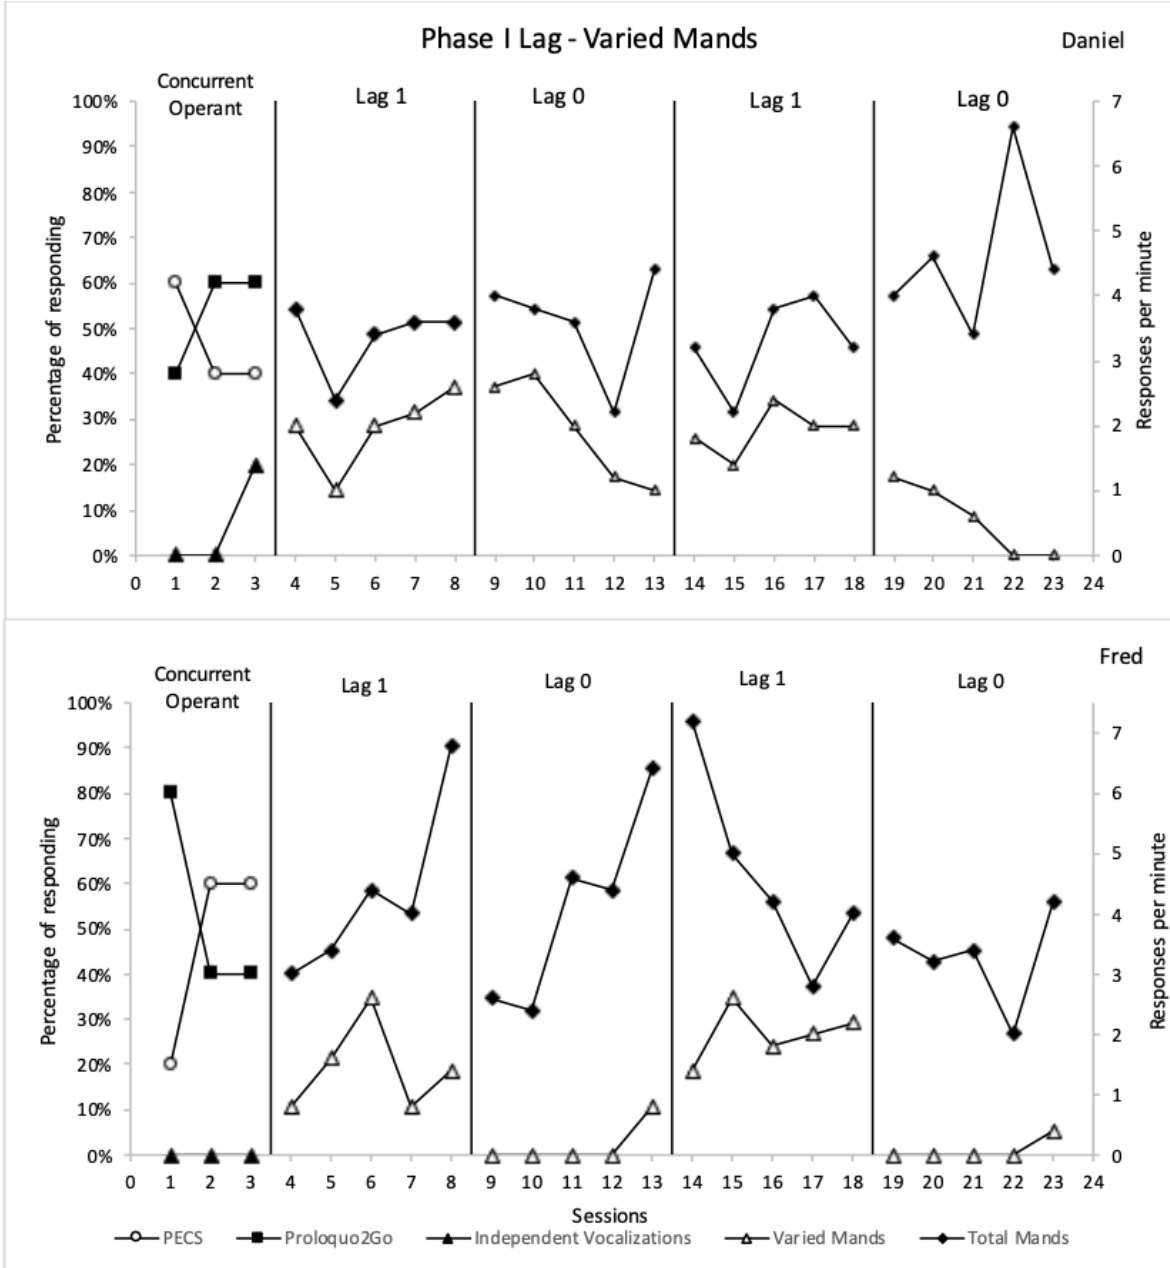 Phase I Lag - Varied Mands
Daniel
Concurrent
Operant
Lag 1
Lag 0
Lag 1
Lag 0
Percentage of responding
100%
90%
80%
70%
60%
50%
40%
30%
20%
10%
0%
7
6
5
4
3
2
1
0
Responses per minute
0 1 2 3 4 5 6 7 8 9 10 11 12 13 14 15 16 17 18 19 20 21 22 23 24
Fred
Concurrent
Operant
Lag 1
Lag 0
Lag 1
Lag 0
Percentage of responding
100%
90%
80%
70%
60%
50%
40%
30%
20%
10%
0%
7
6
5
4
3
2
1
0
Responses per minute
0 1 2 3 4 5 6 7 8 9 10 11 12 13 14 15 16 17 18 19 20 21 22 23 24
Sessions
PECS Proloquo2Go Independent Vocalizations Varied Mands Total Mands